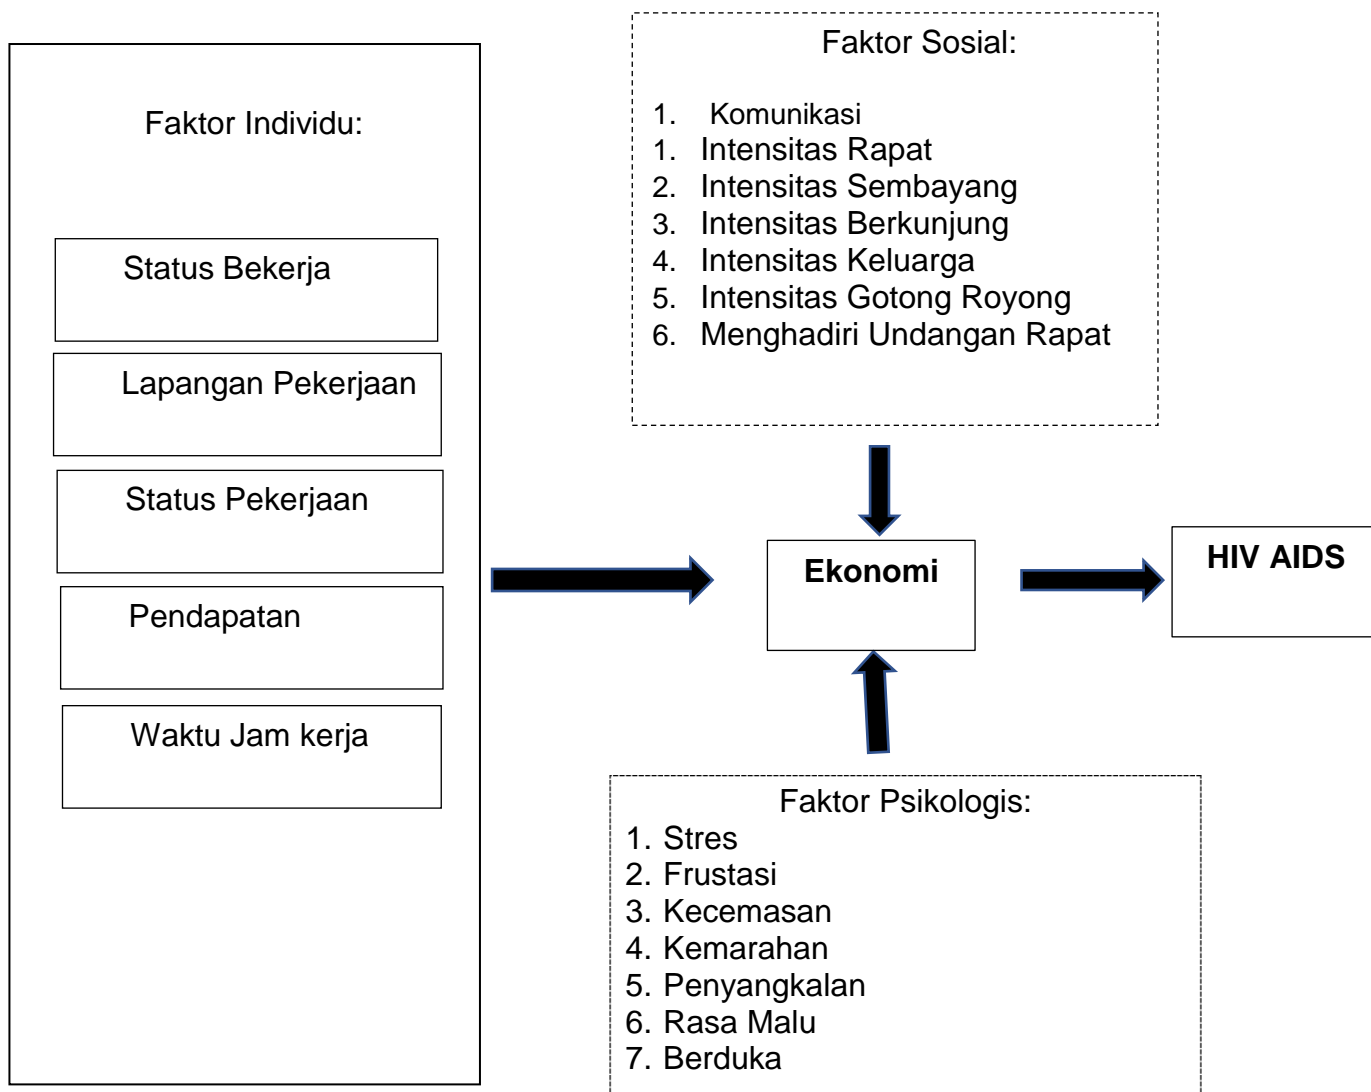 Faktor Individu:
Status Bekerja
Lapangan Pekerjaan
Status Pekerjaan
Pendapatan
Waktu Jam kerja
Faktor Sosial:
1. Komunikasi
1. Intensitas Rapat
2. Intensitas Sembayang
3. Intensitas Berkunjung
4. Intensitas Keluarga
5. Intensitas Gotong Royong
6. Menghadiri Undangan Rapat
Ekonomi
HIV AIDS
Faktor Psikologis:
1. Stres
2. Frustasi
3. Kecemasan
4. Kemarahan
5. Penyangkalan
6. Rasa Malu
7. Berduka